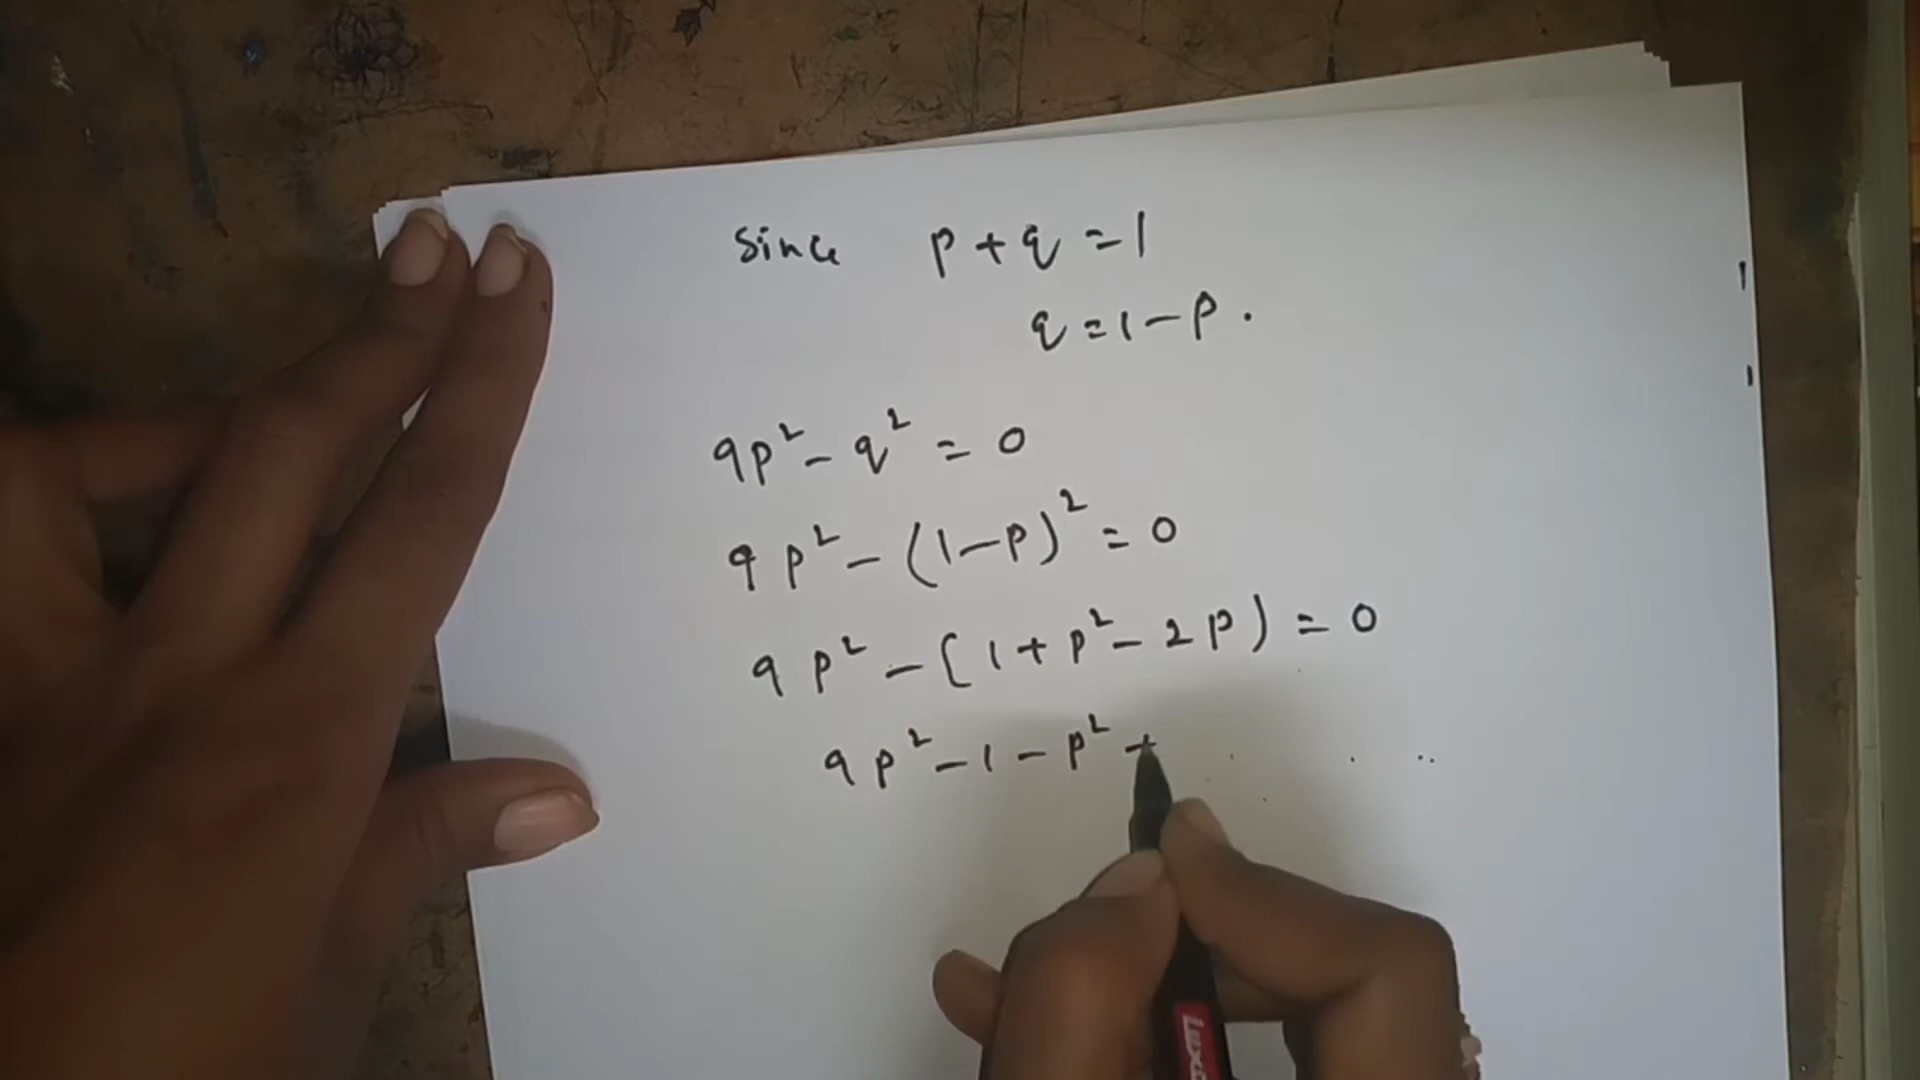 Since p + q = 1
q = 1 - p .
9p² - q² = 0
9p² - (1-p)² = 0
9p² - [1 + p² - 2p) = 0
9p² - 1 - p² +